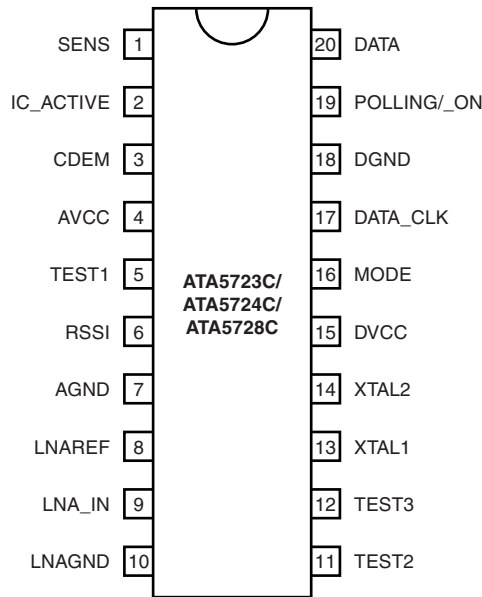 SENS 1 20 DATA
IC_ACTIVE 2 19 POLLING/_ON
CDEM 3 18 DGND
AVCC 4 17 DATA_CLK
TEST1 5 16 MODE
ATA5723C/
ATA5724C/
ATA5728C
RSSI 6 15 DVCC
AGND 7 14 XTAL2
LNAREF 8 13 XTAL1
LNA_IN 9 12 TEST3
LNAGND 10 11 TEST2